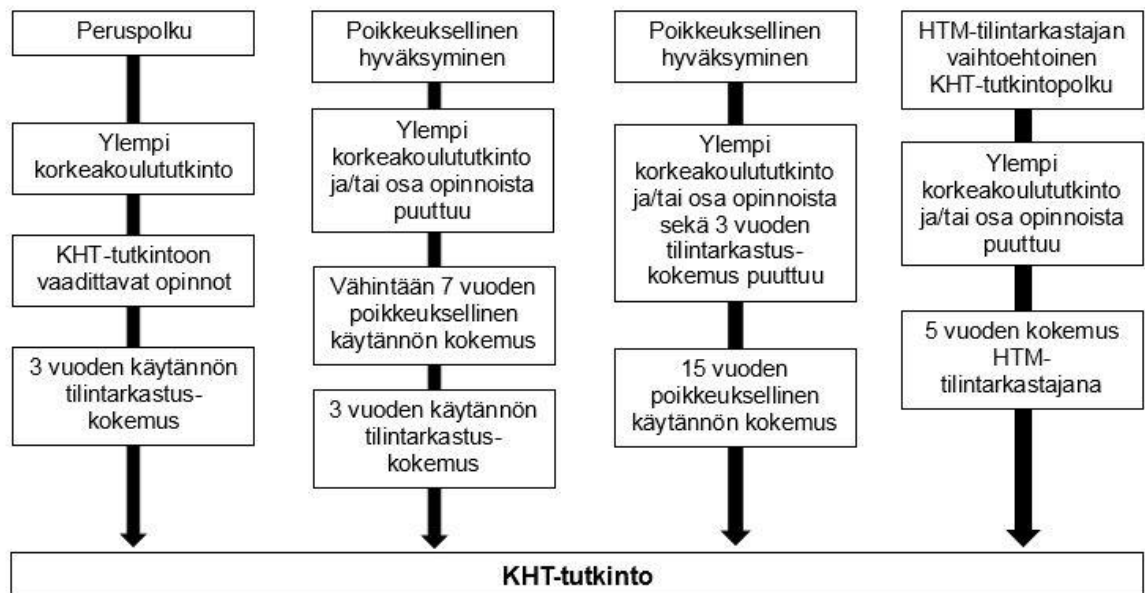 Peruspolku
Ylempi
korkeakoulututkinto
KHT-tutkintoon
vaadittavat opinnot
3 vuoden käytännön
tilintarkastus-
kokemus
Poikkeuksellinen
hyväksyminen
Ylempi
korkeakoulututkinto
ja/tai osa opinnoista
puuttuu
Vähintään 7 vuoden
poikkeuksellinen
käytännön kokemus
3 vuoden käytännön
tilintarkastus-
kokemus
Poikkeuksellinen
hyväksyminen
Ylempi
korkeakoulututkinto
ja/tai osa opinnoista
sekä 3 vuoden
tilintarkastus-
kokemus puuttuu
15 vuoden
poikkeuksellinen
käytännön kokemus
HTM-tilintarkastajan
vaihtoehtoinen
KHT-tutkintopolku
Ylempi
korkeakoulututkinto
ja/tai osa opinnoista
puuttuu
5 vuoden kokemus
HTM-
tilintarkastajana
KHT-tutkinto